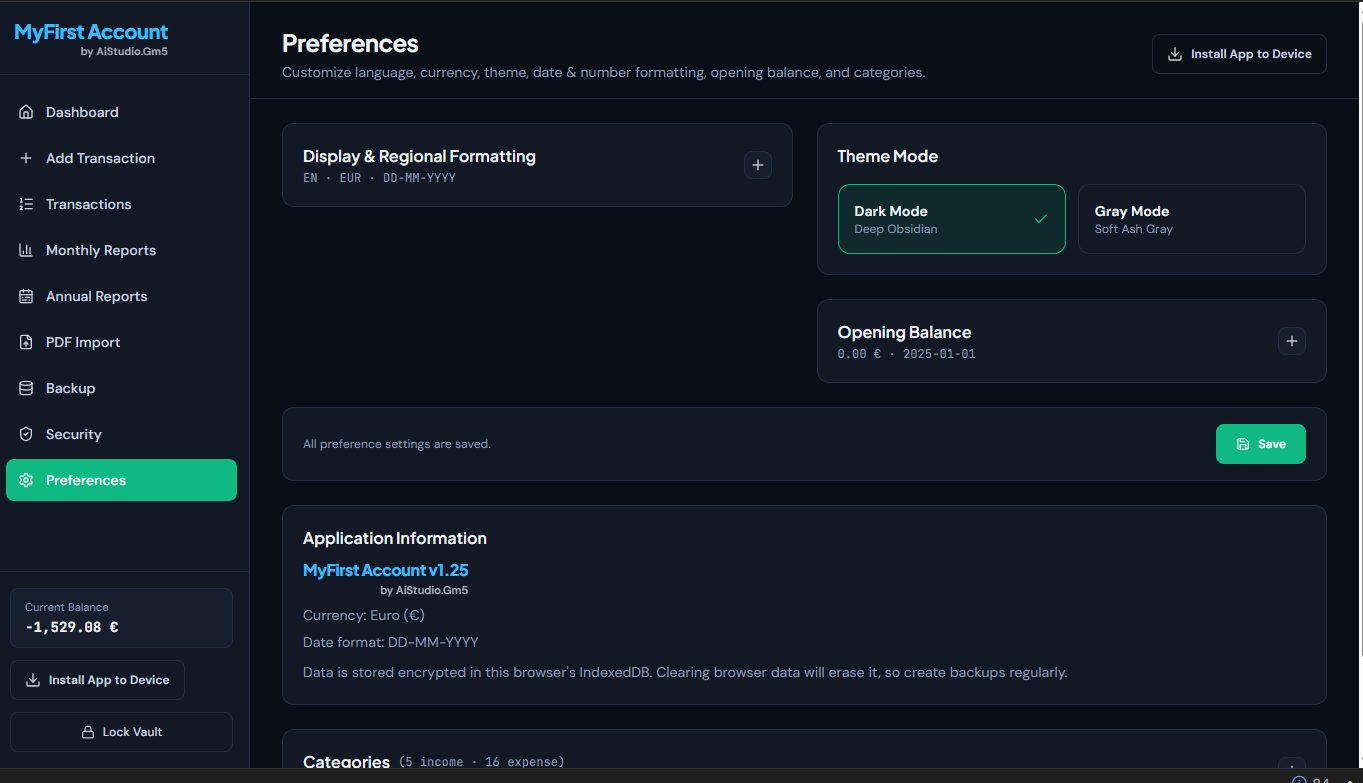 MyFirst Account
by AiStudio.Gm5
Dashboard
Add Transaction
Transactions
Monthly Reports
Annual Reports
PDF Import
Backup
Security
Preferences
Current Balance
-1,529.08 €
Install App to Device
Lock Vault
Preferences
Customize language, currency, theme, date & number formatting, opening balance, and categories.
Install App to Device
Display & Regional Formatting
EN · EUR · DD-MM-YYYY
Theme Mode
Dark Mode
Deep Obsidian
Gray Mode
Soft Ash Gray
Opening Balance
0.00 € · 2025-01-01
All preference settings are saved.
Save
Application Information
MyFirst Account v1.25
by AiStudio.Gm5
Currency: Euro (€)
Date format: DD-MM-YYYY
Data is stored encrypted in this browser's IndexedDB. Clearing browser data will erase it, so create backups regularly.
Categories (5 income · 16 expense)